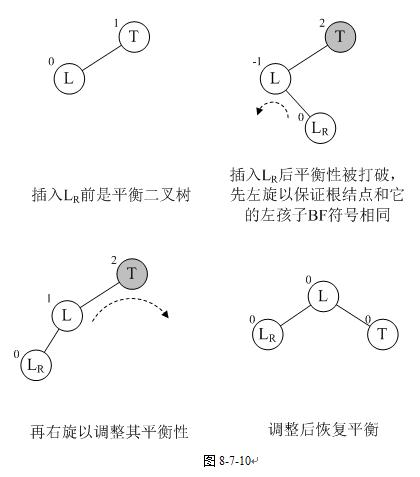 1
T
0
L
2
T
-1
L
0
LR
插入LR前是平衡二叉树
插入LR后平衡性被打破，
先左旋以保证根结点和它
的左孩子BF符号相同
2
T
1
L
0
LR
0
L
0
LR
0
T
再右旋以调整其平衡性
调整后恢复平衡
图 8-7-10↵